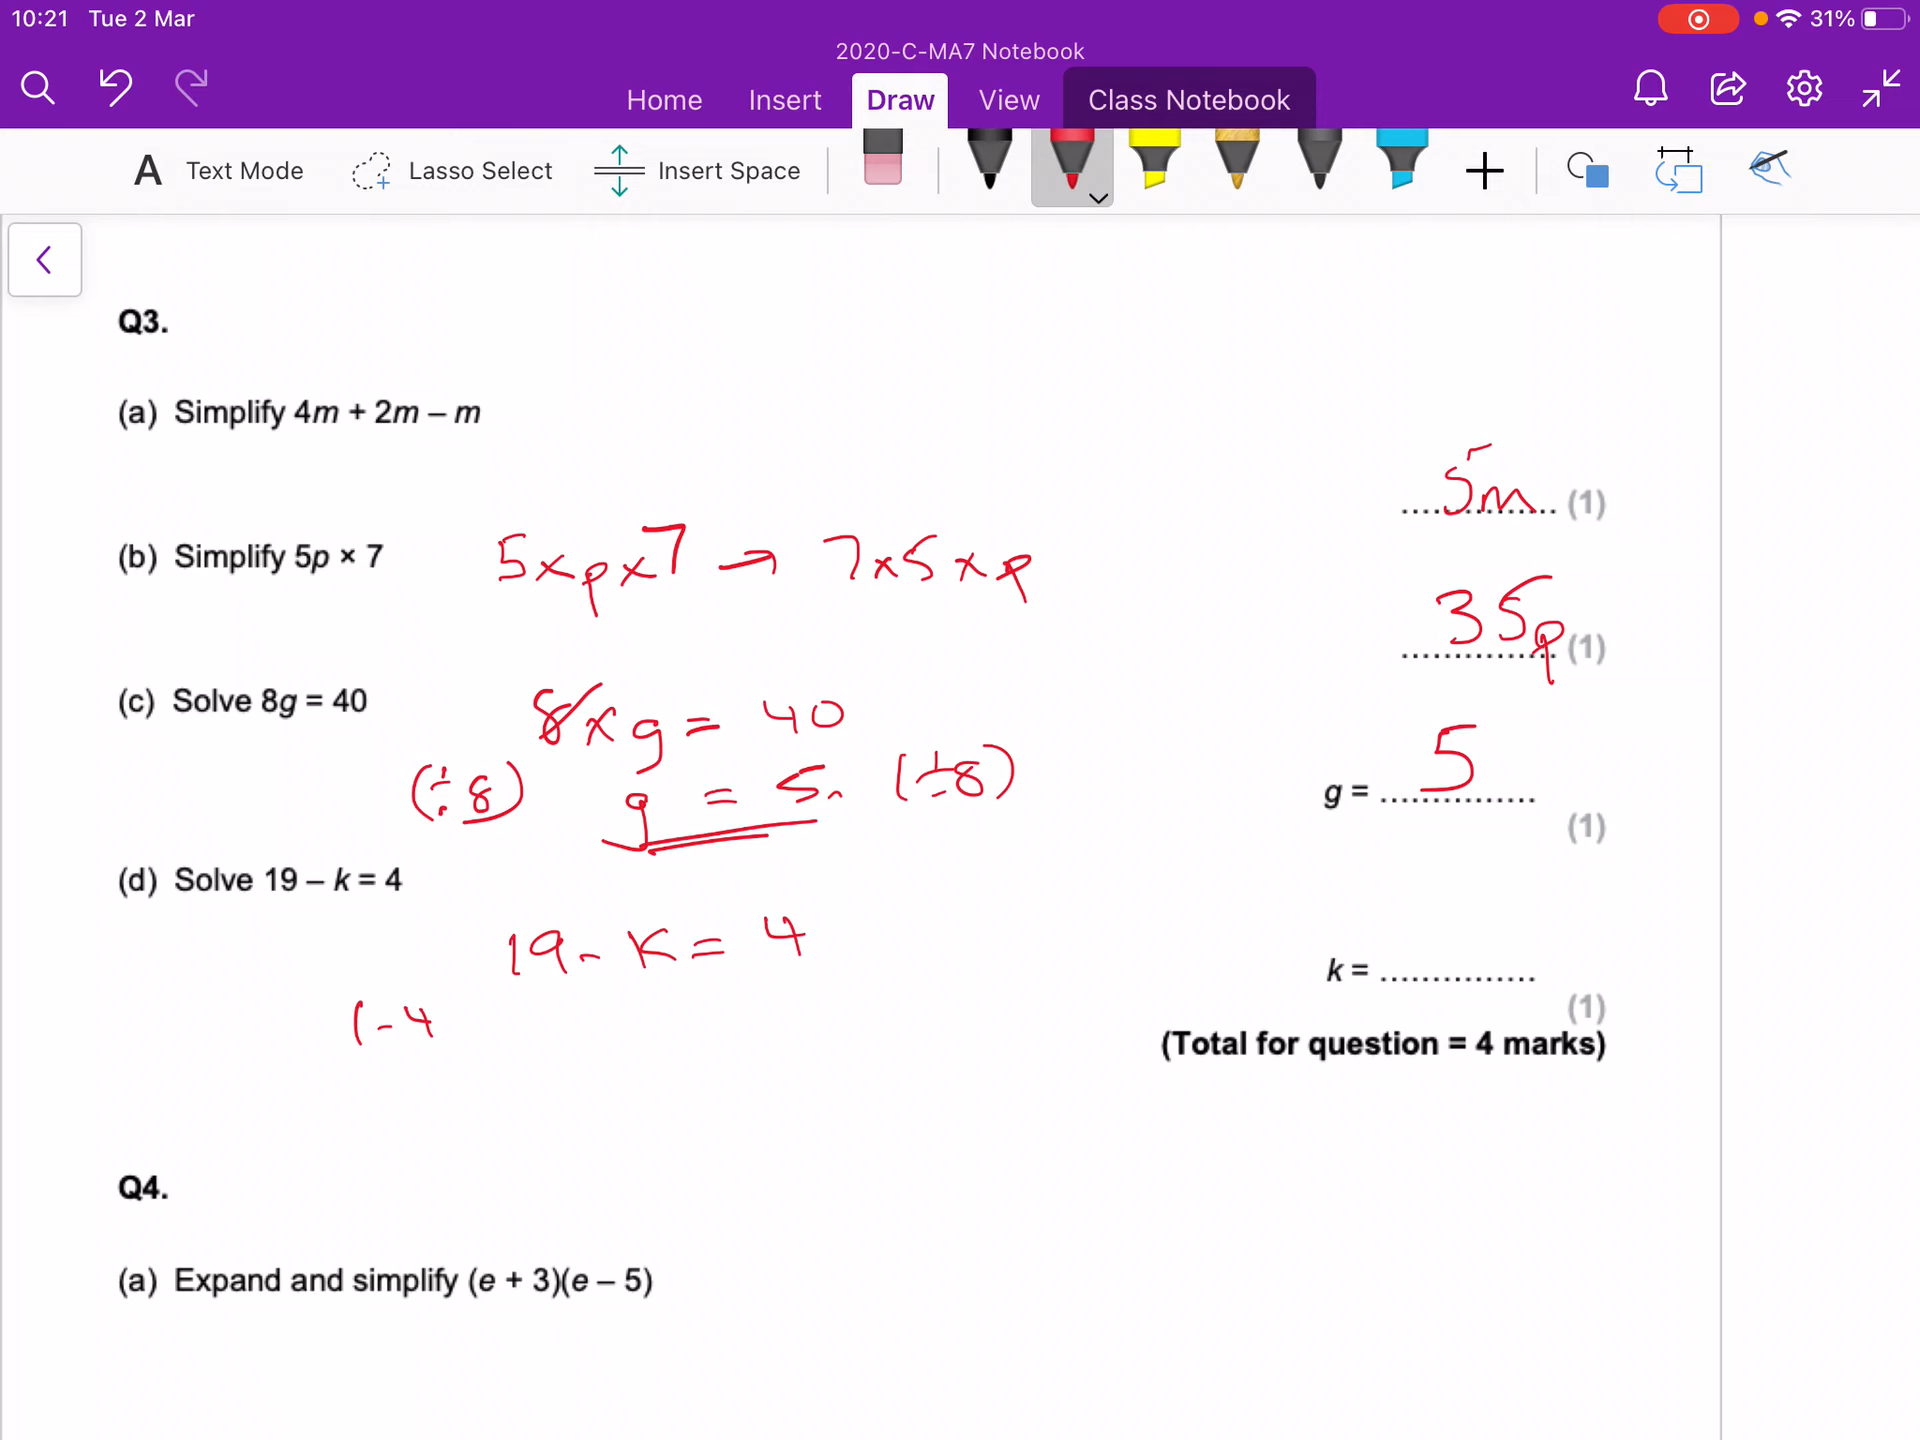 10:21 Tue 2 Mar
31%
2020-C-MA7 Notebook
Home Insert Draw View Class Notebook
A Text Mode Lasso Select Insert Space
Q3.
(a) Simplify 4m + 2m – m
5m (1)
(b) Simplify 5p × 7 5×p×7 → 7×5×p
35p (1)
(c) Solve 8g = 40 8×g = 40
(÷8) g = 5 (÷8)
g = 5
(1)
(d) Solve 19 – k = 4
19 - k = 4
k = ...............
(1)
(-4
(Total for question = 4 marks)
Q4.
(a) Expand and simplify (e + 3)(e – 5)